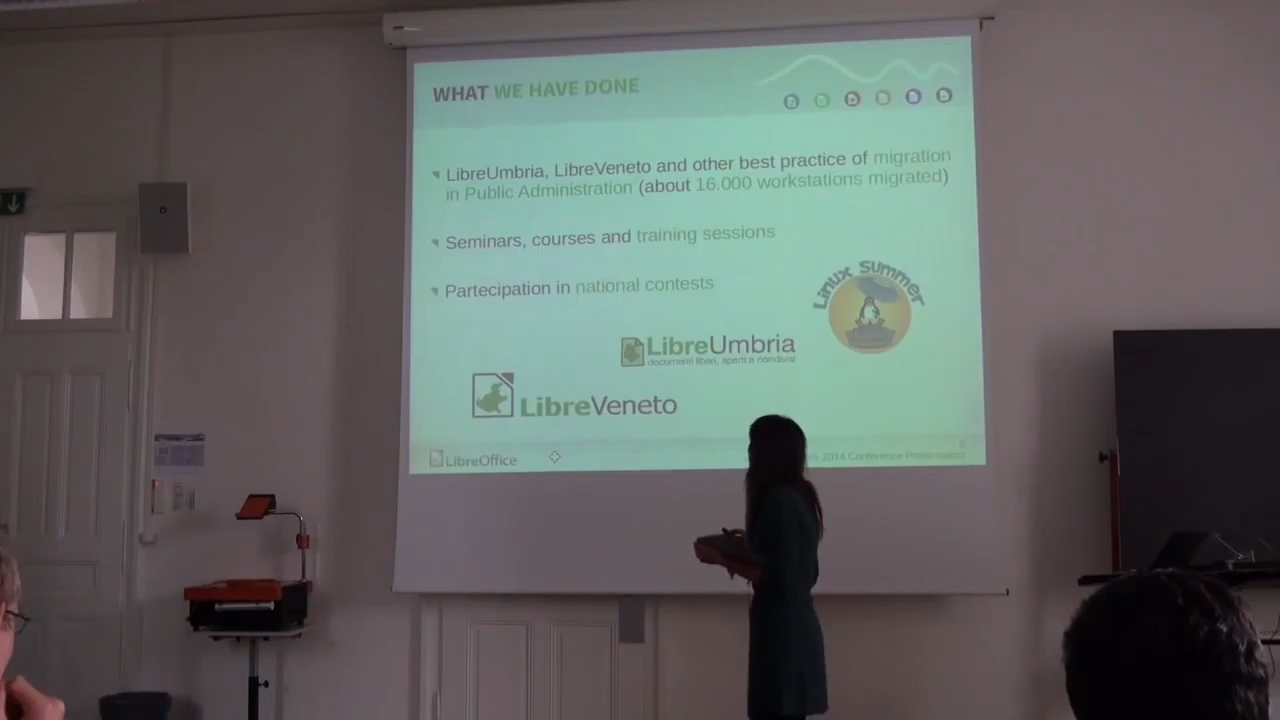 WHAT WE HAVE DONE
LibreUmbria, LibreVeneto and other best practice of migration
in Public Administration (about 16.000 workstations migrated)
Seminars, courses and training sessions
Partecipation in national contests
Linux Summer
LibreUmbria
documenti liberi, aperti e condivisi
LibreVeneto
LibreOffice
2014 Conference Presentation